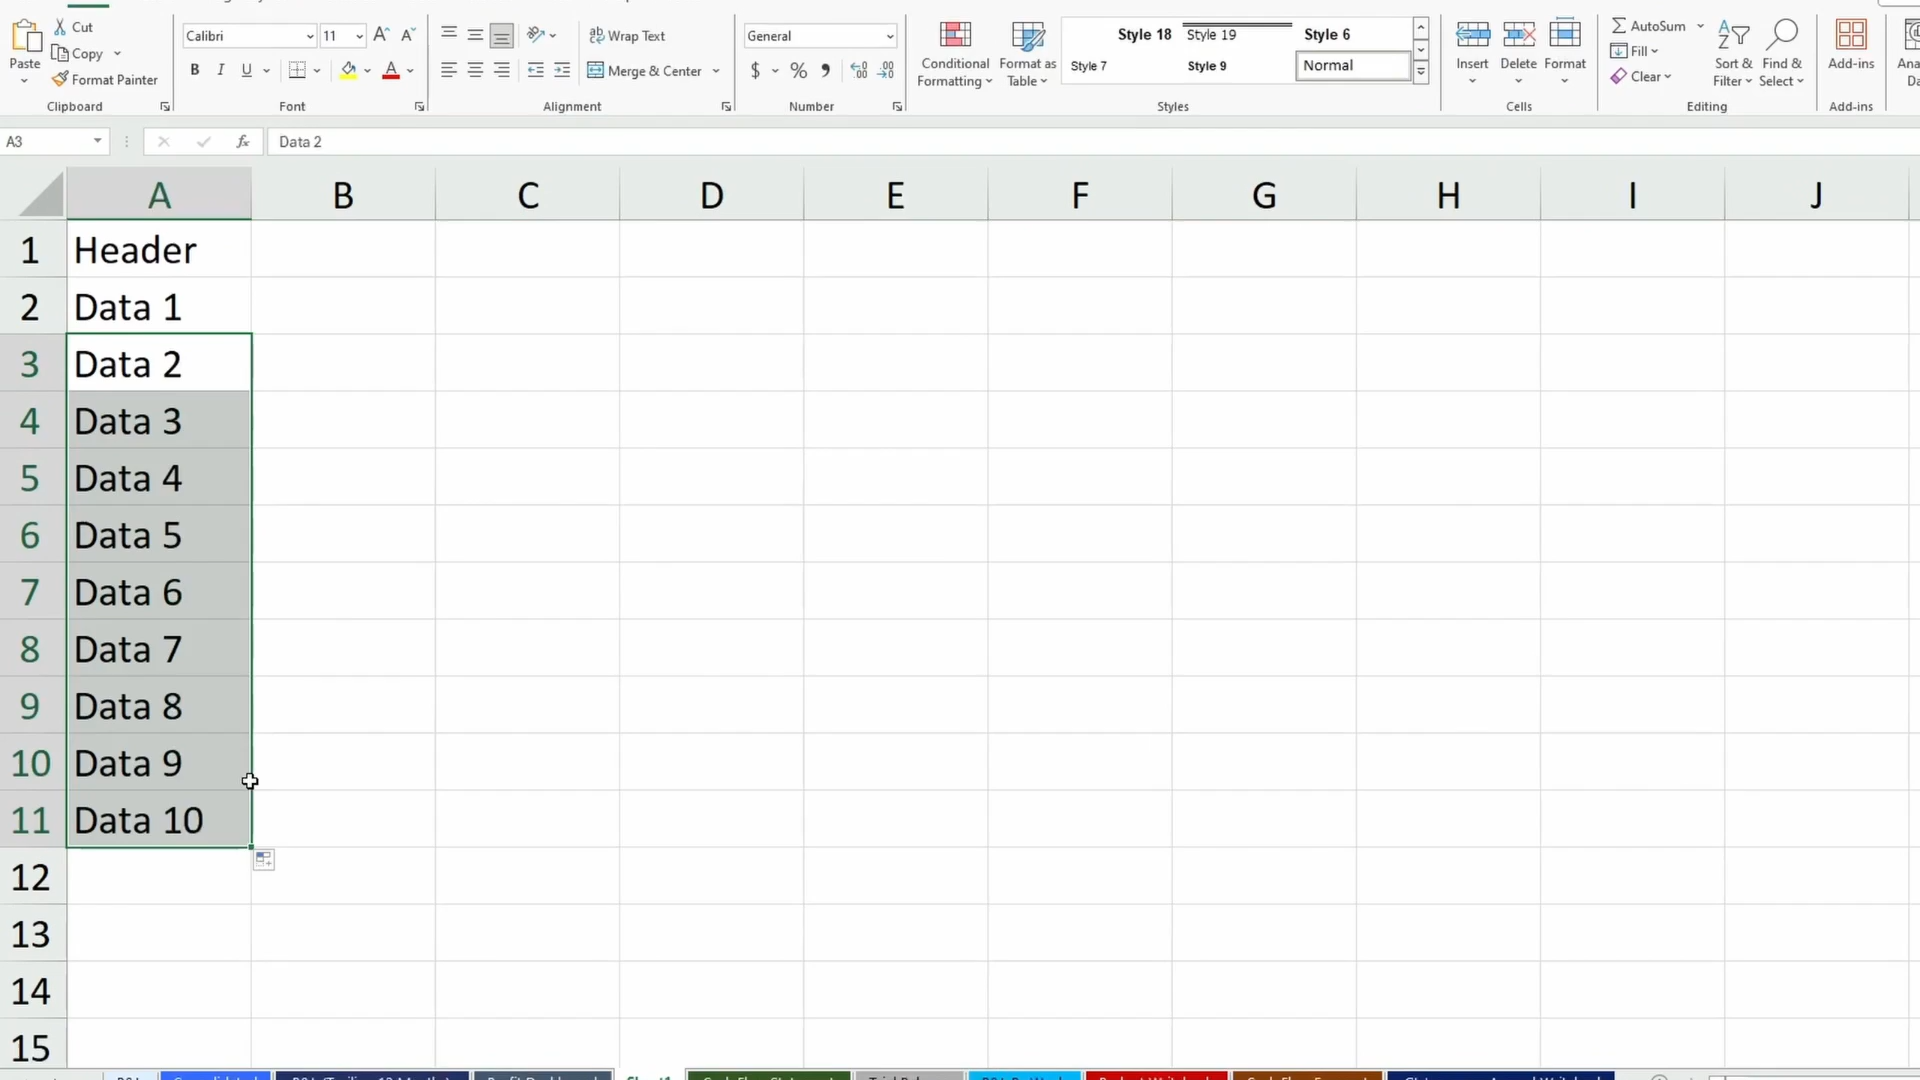 Cut
Copy
Format Painter
Paste
Clipboard
Calibri
11
B I U
Font
Wrap Text
Merge & Center
Alignment
General
$ % ,
Number
Conditional Formatting
Format as Table
Style 18 Style 19 Style 6
Style 7 Style 9 Normal
Styles
Insert Delete Format
Cells
AutoSum
Fill
Clear
Sort & Filter
Find & Select
Editing
Add-ins
Add-ins
A3 fx Data 2
A B C D E F G H I J
1 Header
2 Data 1
3 Data 2
4 Data 3
5 Data 4
6 Data 5
7 Data 6
8 Data 7
9 Data 8
10 Data 9
11 Data 10
12
13
14
15